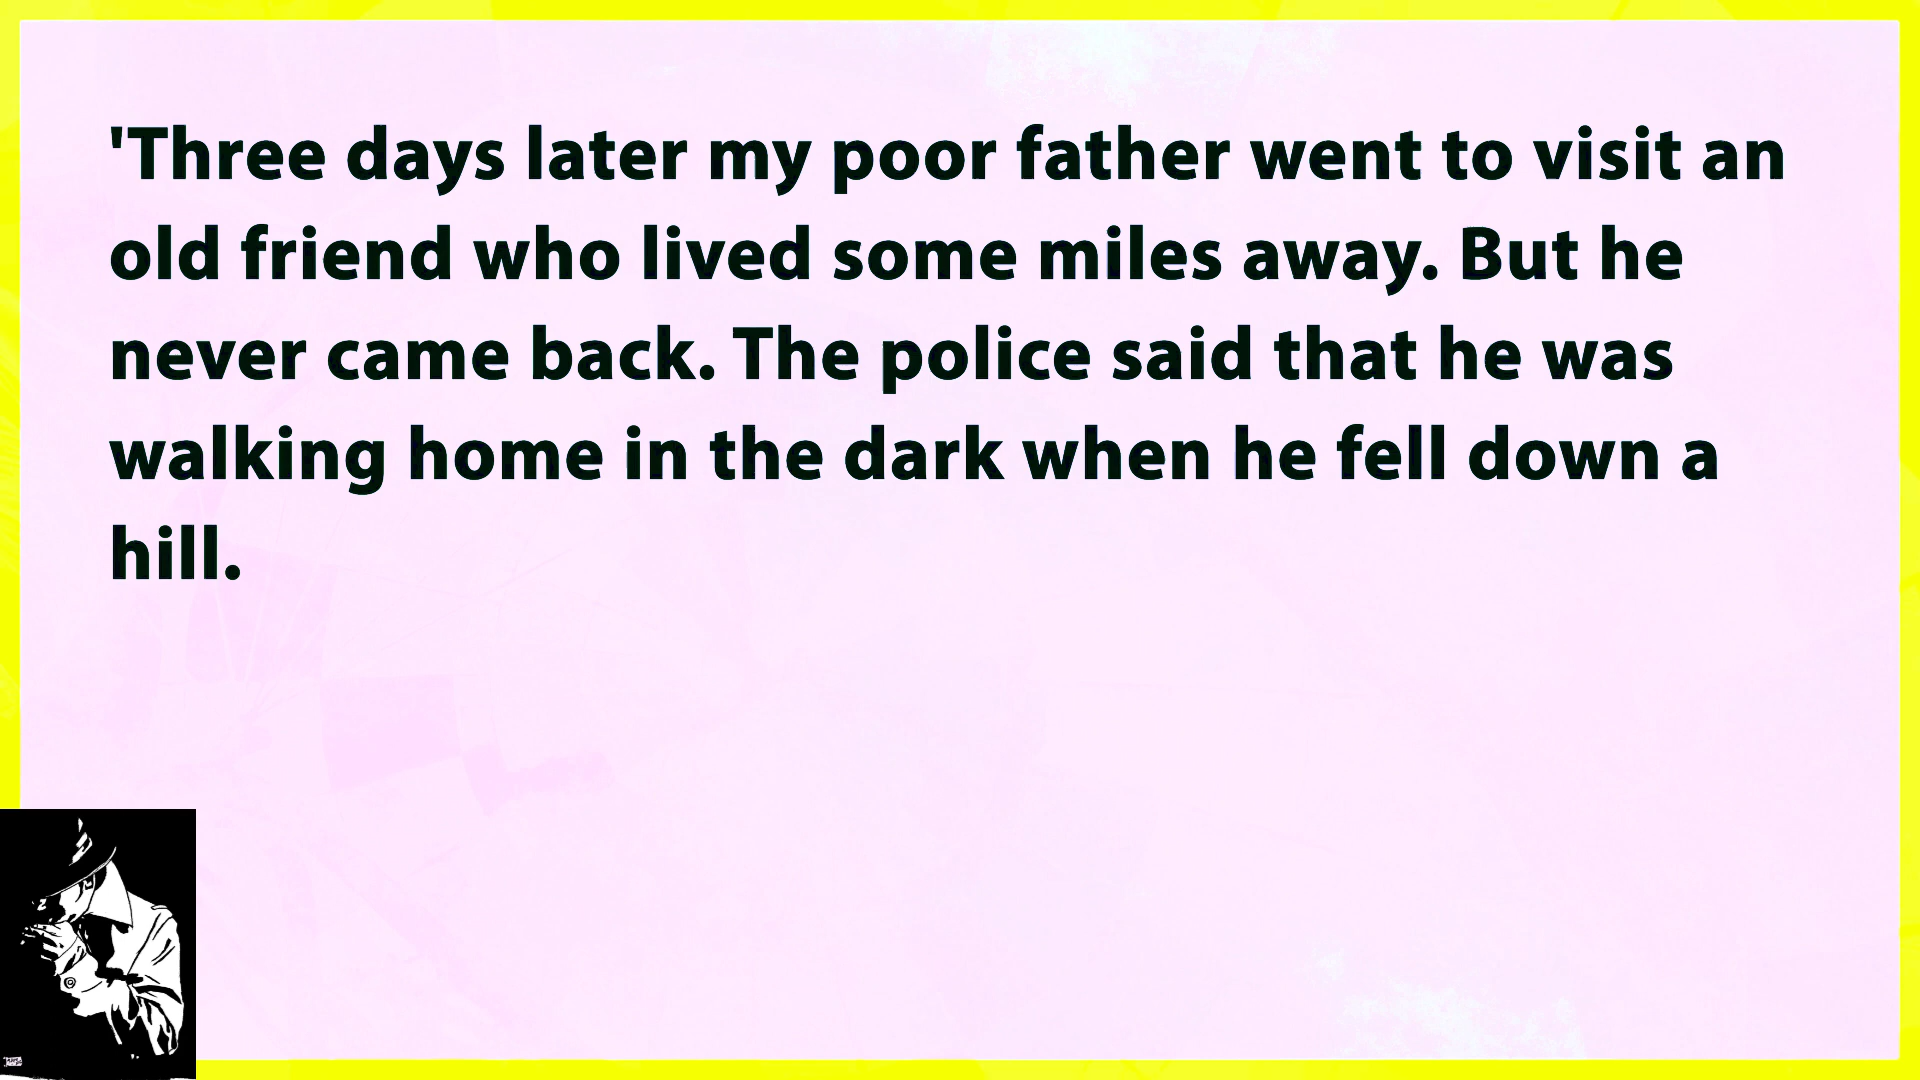 'Three days later my poor father went to visit an
old friend who lived some miles away. But he
never came back. The police said that he was
walking home in the dark when he fell down a
hill.